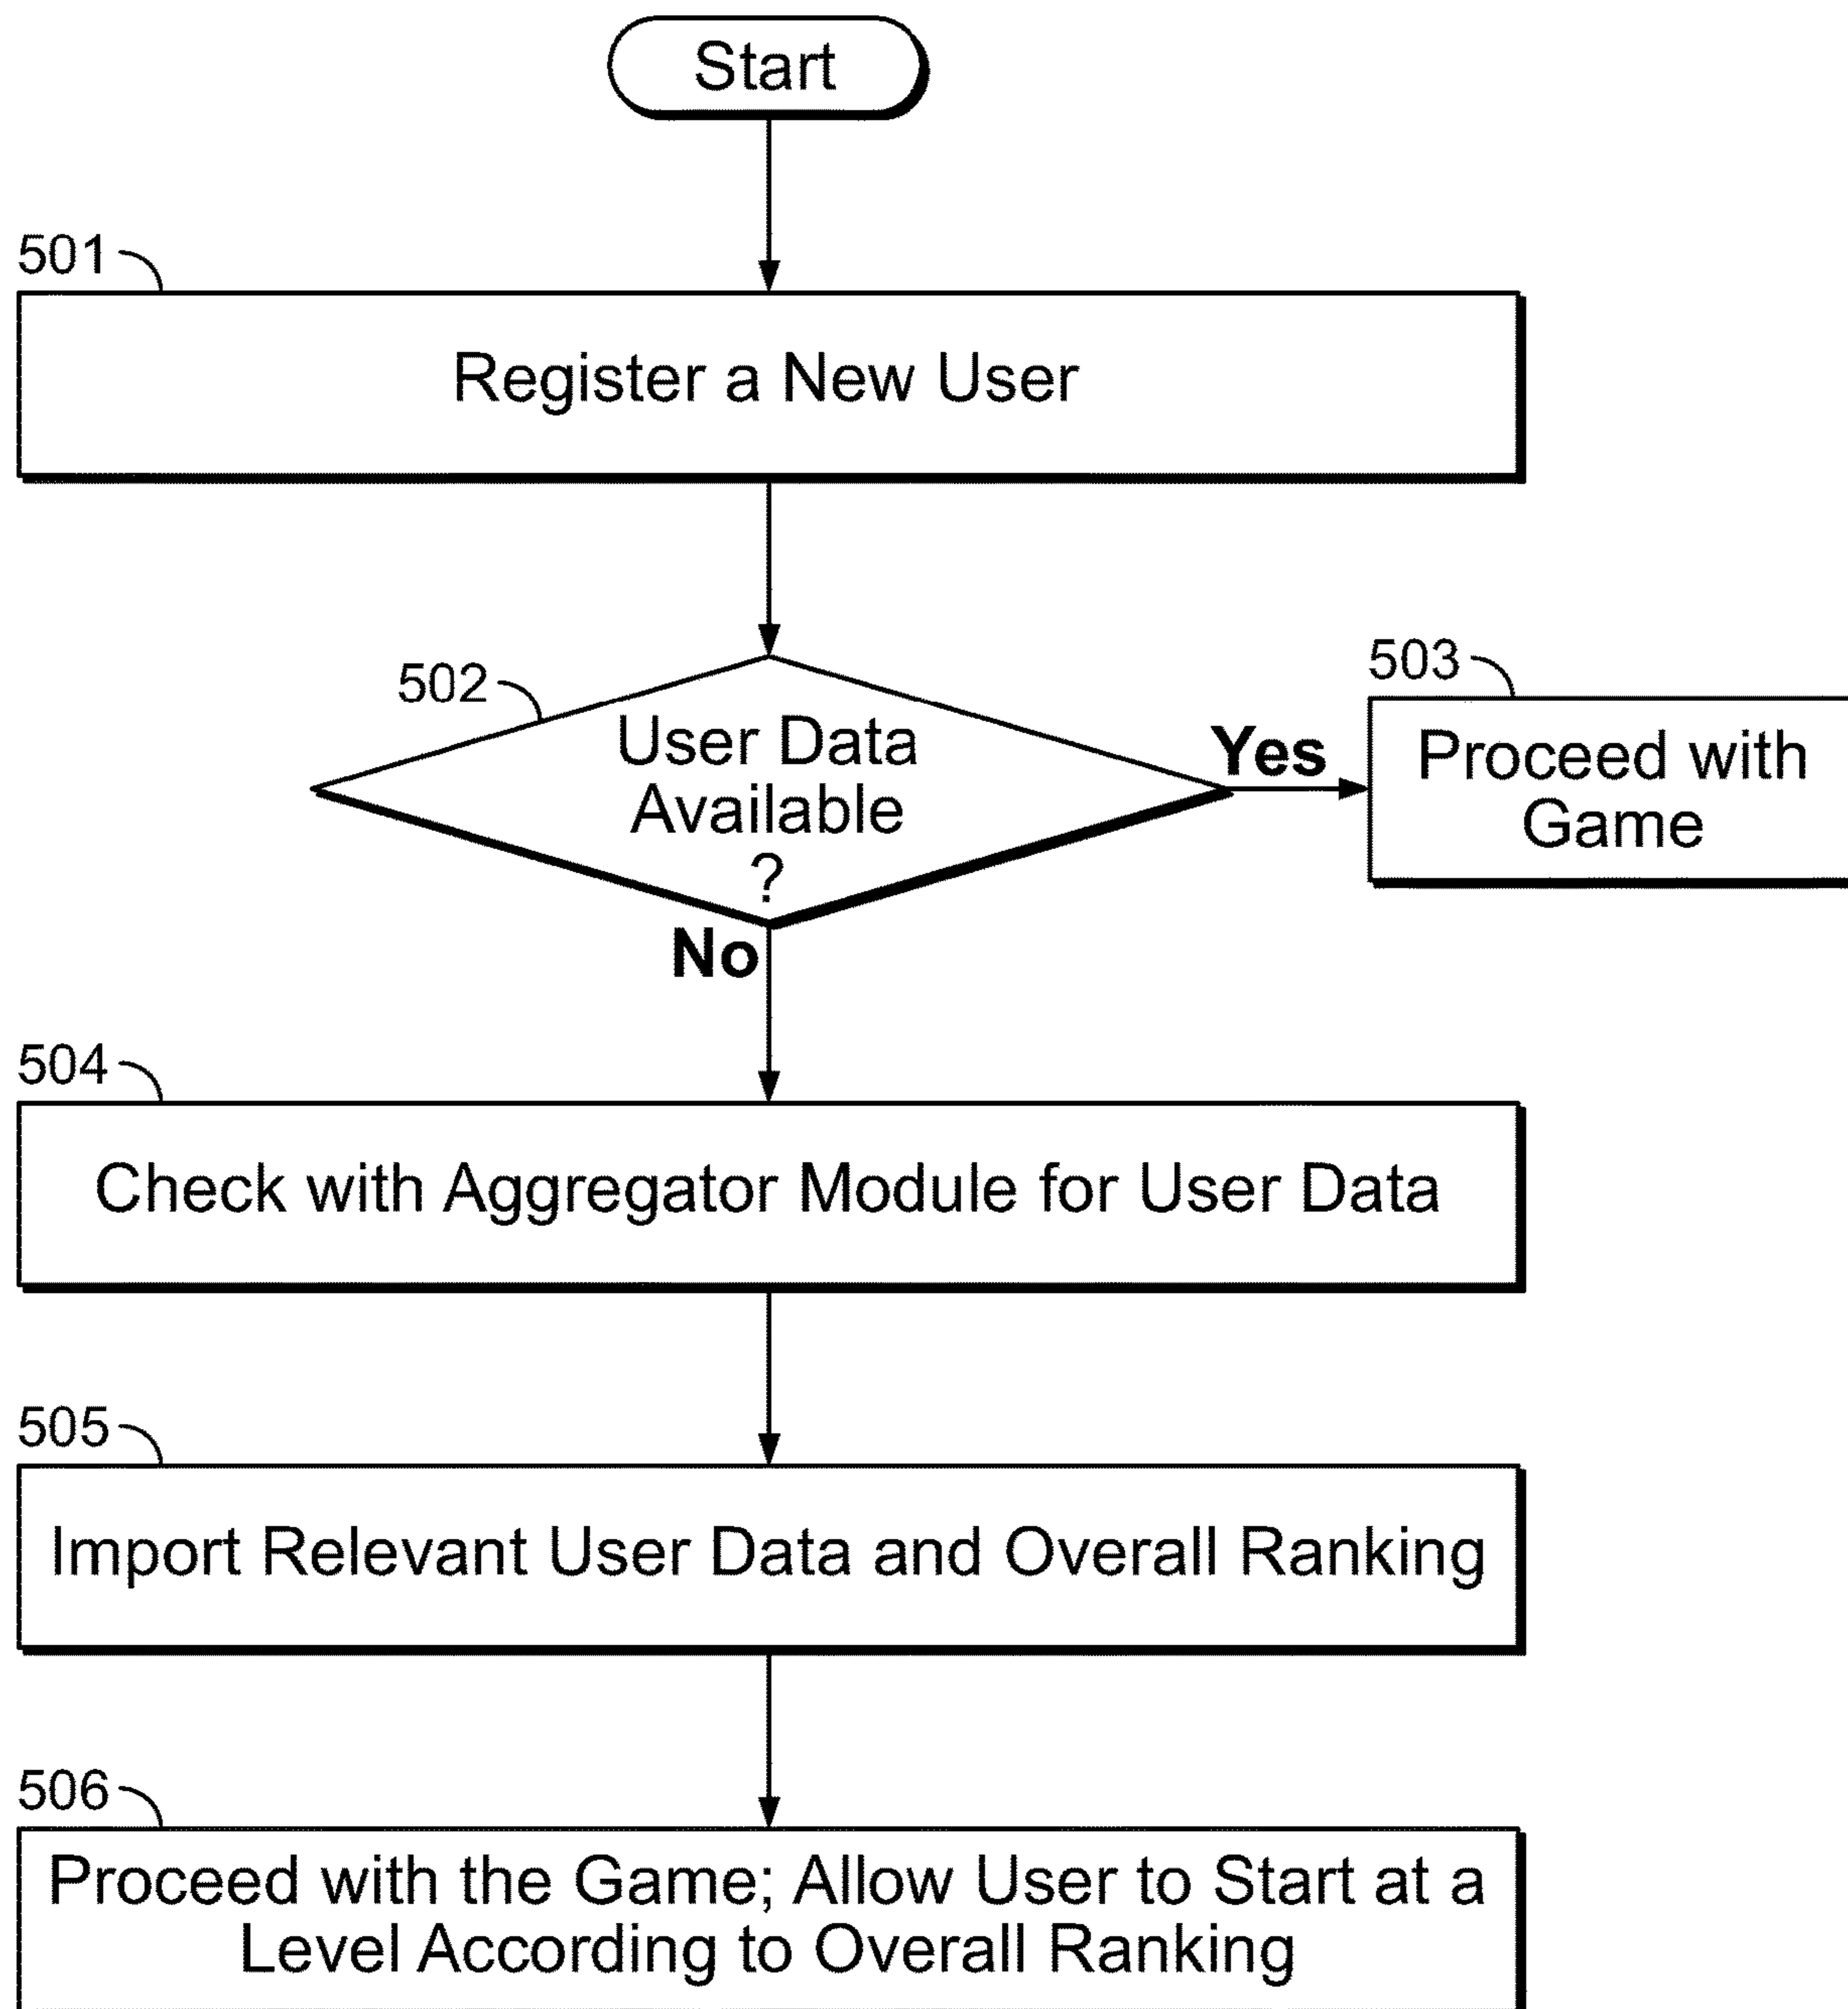 Start
501
Register a New User
502
User Data
Available
?
Yes
503
Proceed with
Game
No
504
Check with Aggregator Module for User Data
505
Import Relevant User Data and Overall Ranking
506
Proceed with the Game; Allow User to Start at a
Level According to Overall Ranking